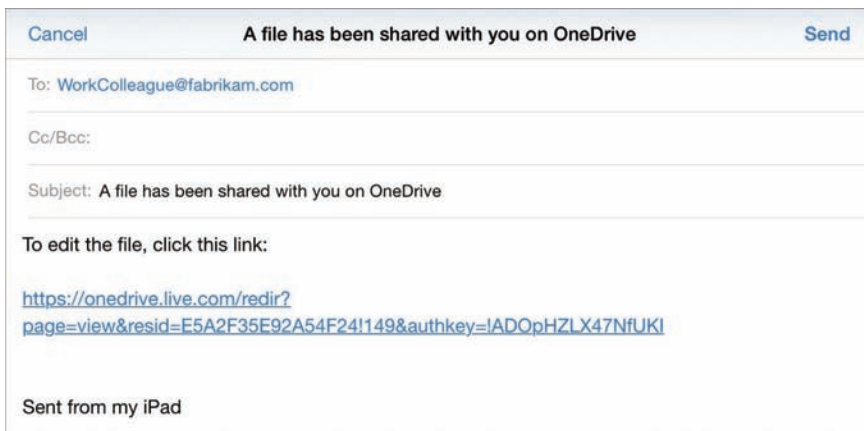 Cancel A file has been shared with you on OneDrive Send
To: WorkColleague@fabrikam.com
Cc/Bcc:
Subject: A file has been shared with you on OneDrive
To edit the file, click this link:
https://onedrive.live.com/redir?
page=view&resid=E5A2F35E92A54F24!149&authkey=!ADOpHZLX47NfUKI
Sent from my iPad